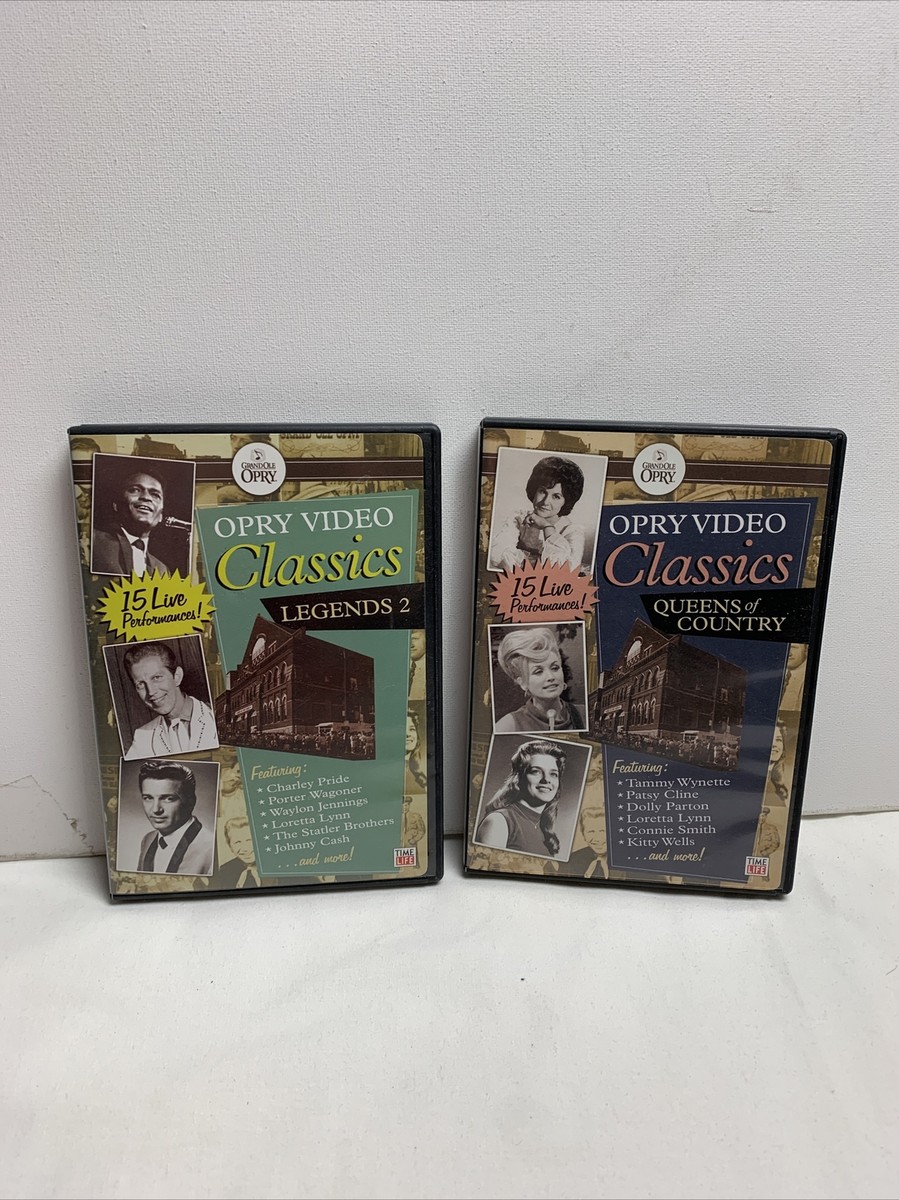 GRAND OLE OPRY
GRAND OLE
OPRY
OPRY VIDEO
Classics
15 Live
Performances!
LEGENDS 2
Featuring:
★ Charley Pride
★ Porter Wagoner
★ Waylon Jennings
★ Loretta Lynn
★ The Statler Brothers
★ Johnny Cash
. . . and more!
TIME
LIFE
GRAND OLE
OPRY
OPRY VIDEO
Classics
15 Live
Performances!
QUEENS of
COUNTRY
Featuring:
★ Tammy Wynette
★ Patsy Cline
★ Dolly Parton
★ Loretta Lynn
★ Connie Smith
★ Kitty Wells
. . . and more!
TIME
LIFE